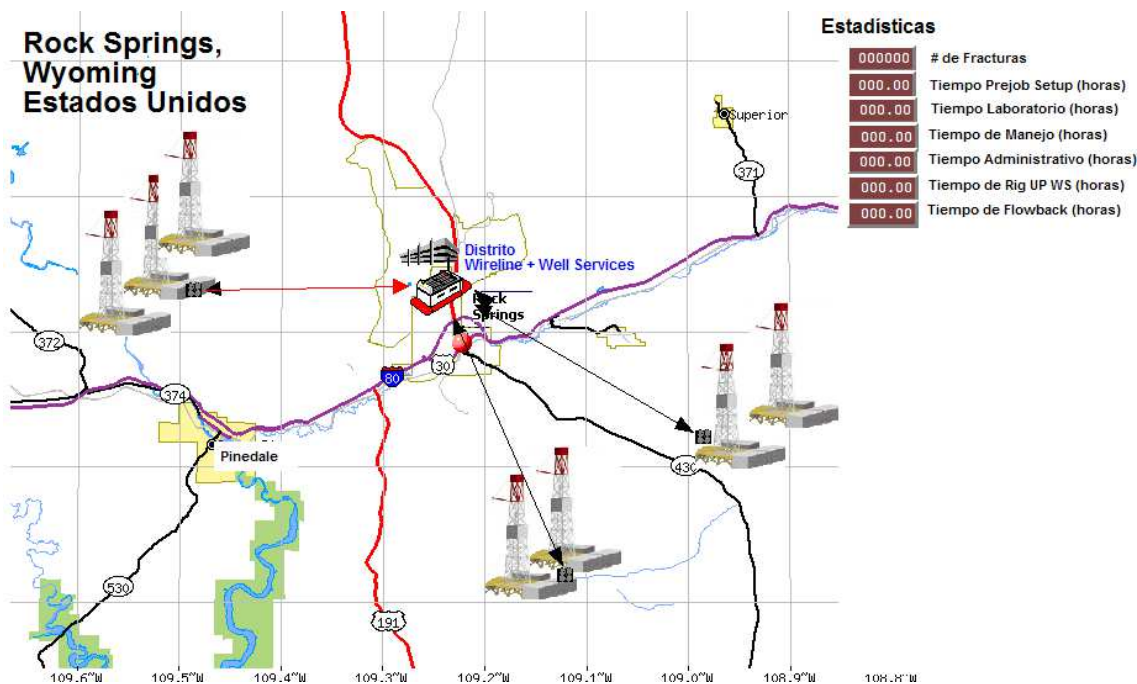 Rock Springs,
Wyoming
Estados Unidos
Estadísticas
000000 # de Fracturas
000.00 Tiempo Prejob Setup (horas)
000.00 Tiempo Laboratorio (horas)
000.00 Tiempo de Manejo (horas)
000.00 Tiempo Administrativo (horas)
000.00 Tiempo de Rig UP WS (horas)
000.00 Tiempo de Flowback (horas)
Superior
371
Distrito
Wireline + Well Services
Rock
Springs
372
30
80
374
Pinedale
430
530
191
109.6°W 109.5°W 109.4°W 109.3°W 109.2°W 109.1°W 109.0°W 108.9°W 108.8°W